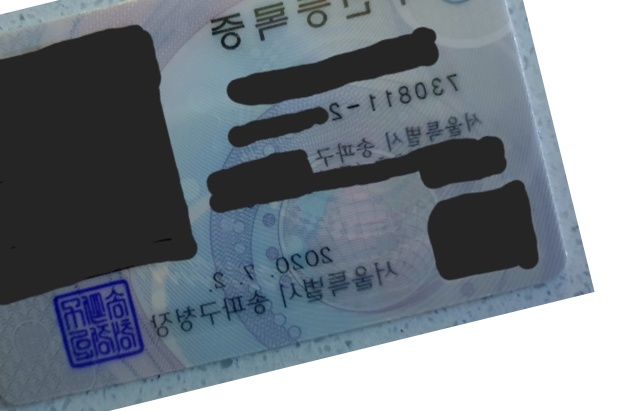 민등록증
730811-2
서울특별시 송파구
2020. 7. 2.
서울특별시 송파구청장